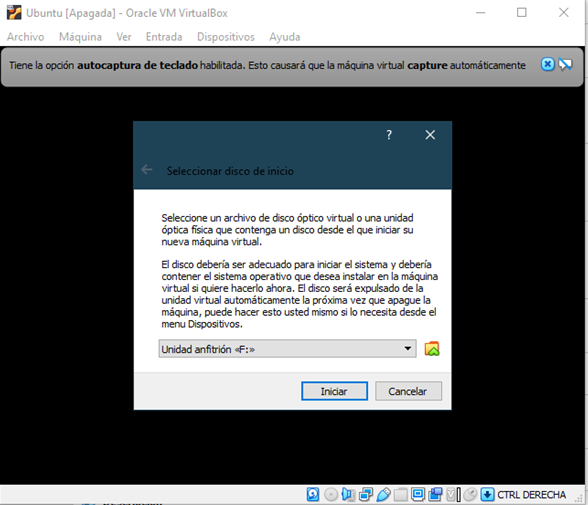 Ubuntu [Apagada] - Oracle VM VirtualBox
Archivo Máquina Ver Entrada Dispositivos Ayuda
Tiene la opción autocaptura de teclado habilitada. Esto causará que la máquina virtual capture automáticamente
?
Seleccionar disco de inicio
Seleccione un archivo de disco óptico virtual o una unidad
óptica física que contenga un disco desde el que iniciar su
nueva máquina virtual.
El disco debería ser adecuado para iniciar el sistema y debería
contener el sistema operativo que desea instalar en la máquina
virtual si quiere hacerlo ahora. El disco será expulsado de la
unidad virtual automáticamente la próxima vez que apague la
máquina, puede hacer esto usted mismo si lo necesita desde el
menu Dispositivos.
Unidad anfitrión «F:»
Iniciar Cancelar
CTRL DERECHA